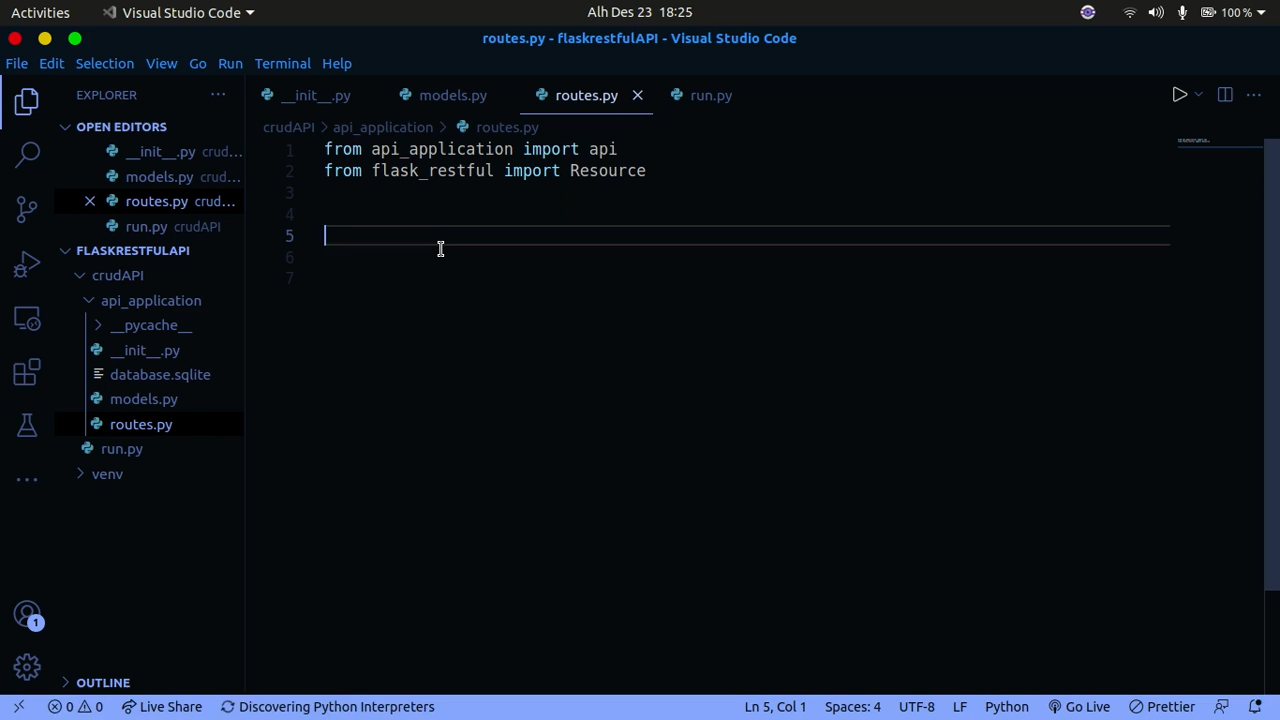 Activities Visual Studio Code Alh Des 23 18:25 100 %
routes.py - flaskrestfulAPI - Visual Studio Code
File Edit Selection View Go Run Terminal Help
EXPLORER
OPEN EDITORS
__init__.py crud...
models.py crud...
routes.py crud...
run.py crudAPI
FLASKRESTFULAPI
crudAPI
api_application
__pycache__
__init__.py
database.sqlite
models.py
routes.py
run.py
venv
OUTLINE
1
__init__.py models.py routes.py run.py
crudAPI > api_application > routes.py
1 from api_application import api
2 from flask_restful import Resource
3
4
5
6
7
0 0 Live Share Discovering Python Interpreters Ln 5, Col 1 Spaces: 4 UTF-8 LF Python Go Live Prettier